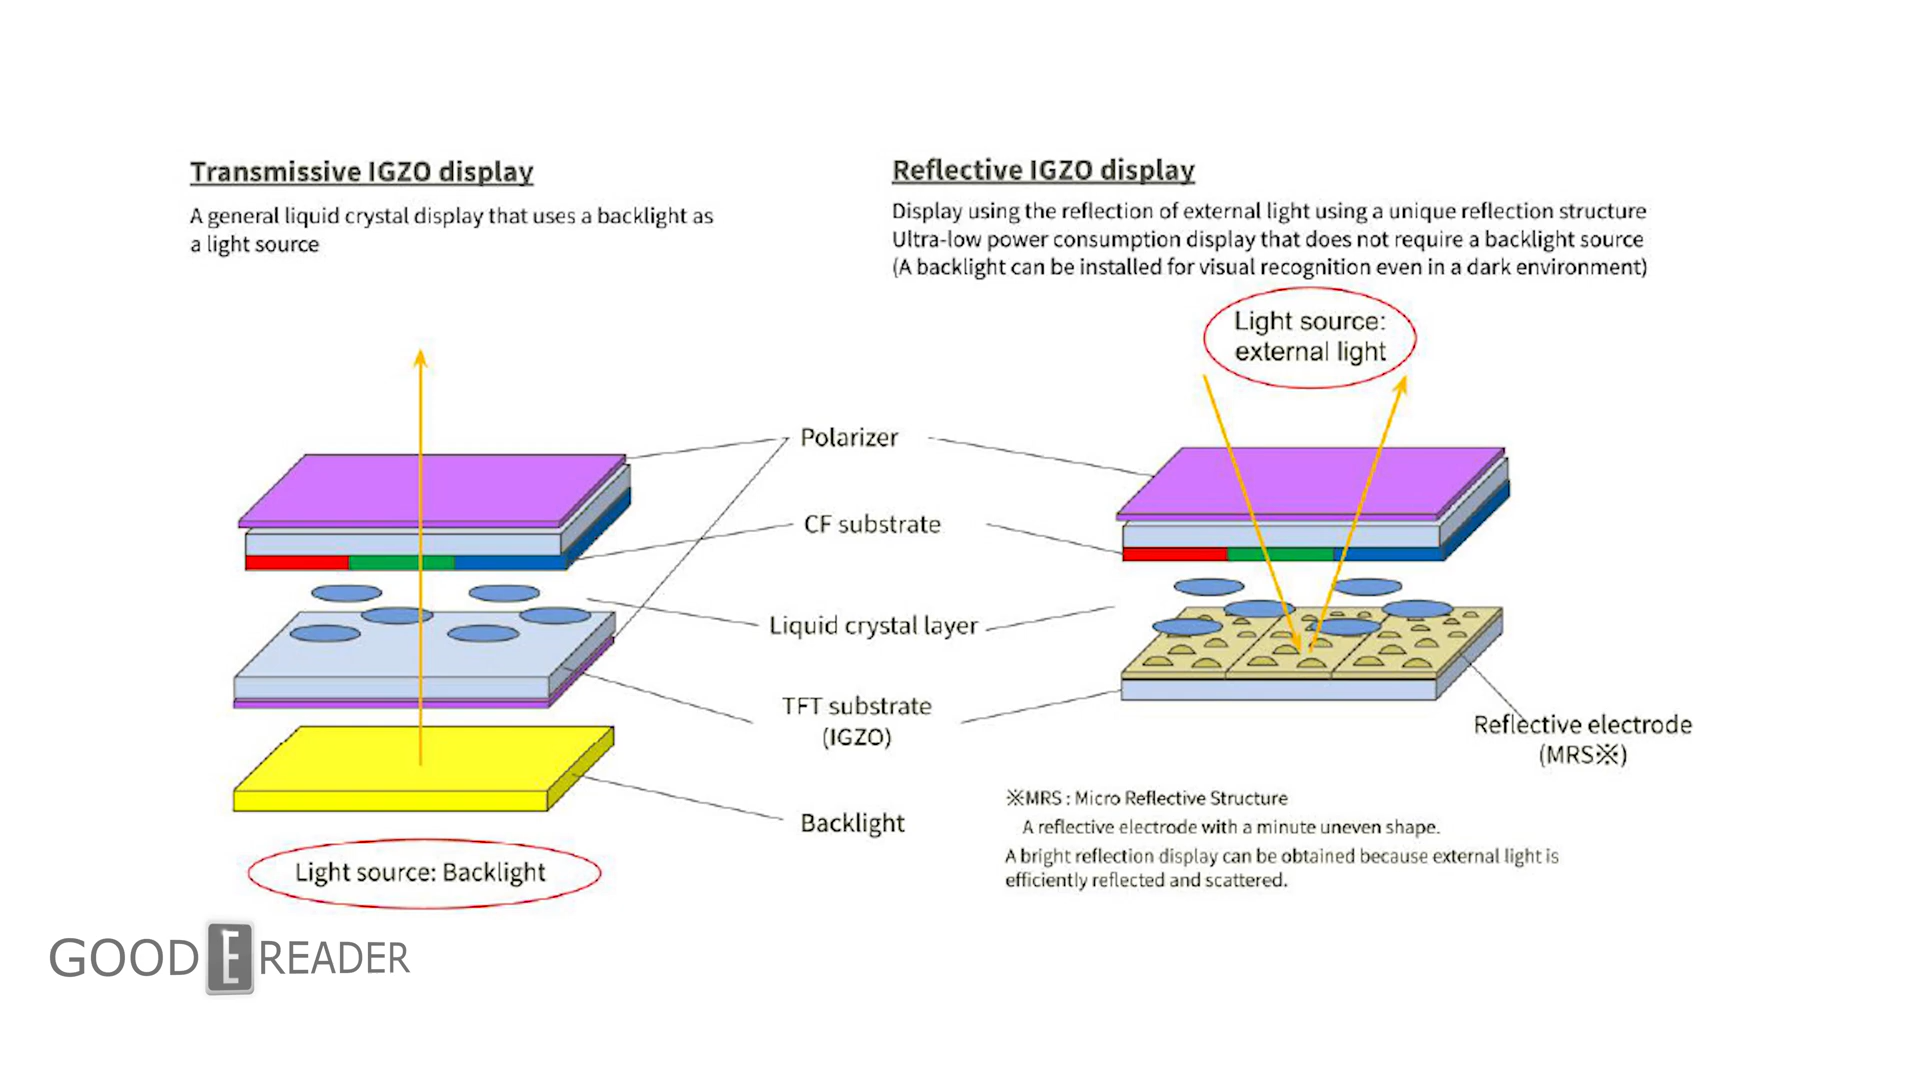 Transmissive IGZO display
A general liquid crystal display that uses a backlight as
a light source
Reflective IGZO display
Display using the reflection of external light using a unique reflection structure
Ultra-low power consumption display that does not require a backlight source
(A backlight can be installed for visual recognition even in a dark environment)
Light source:
external light
Polarizer
CF substrate
Liquid crystal layer
TFT substrate
(IGZO)
Backlight
Light source: Backlight
Reflective electrode
(MRS※)
※MRS : Micro Reflective Structure
A reflective electrode with a minute uneven shape.
A bright reflection display can be obtained because external light is
efficiently reflected and scattered.
GOOD E READER